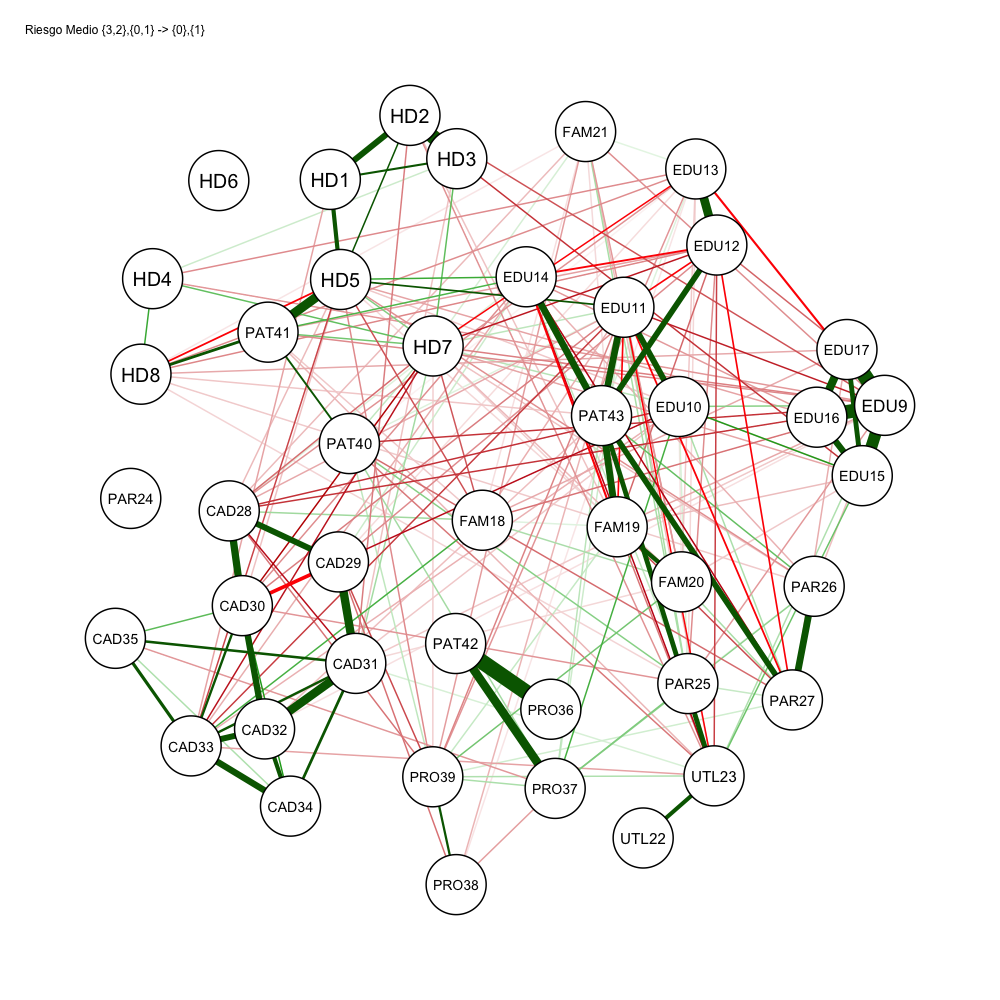 Riesgo Medio {3,2},{0,1} -> {0},{1}
HD2
FAM21
HD3
EDU13
HD6
HD1
EDU12
HD4
HD5
EDU14
EDU11
PAT41
HD7
EDU17
HD8
EDU10
EDU9
PAT43
EDU16
PAT40
EDU15
PAR24
CAD28
FAM18
FAM19
CAD29
FAM20
PAR26
CAD30
CAD35
PAT42
CAD31
PAR25
PAR27
PRO36
CAD32
CAD33
PRO39
UTL23
PRO37
CAD34
UTL22
PRO38